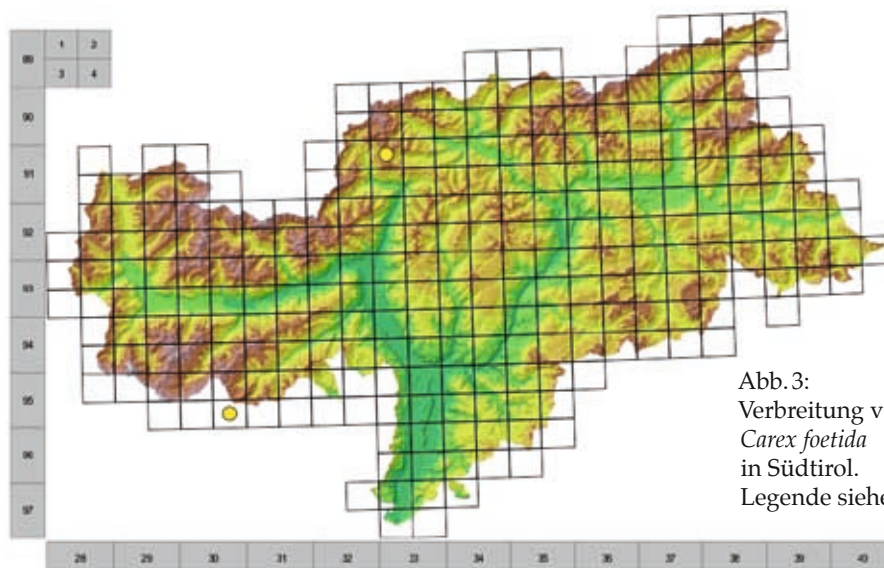 89
1 2
3 4
90
91
92
93
94
95
96
97
28 29 30 31 32 33 34 35 36 37 38 39 40
Abb. 3:
Verbreitung v
Carex foetida
in Südtirol.
Legende siehe